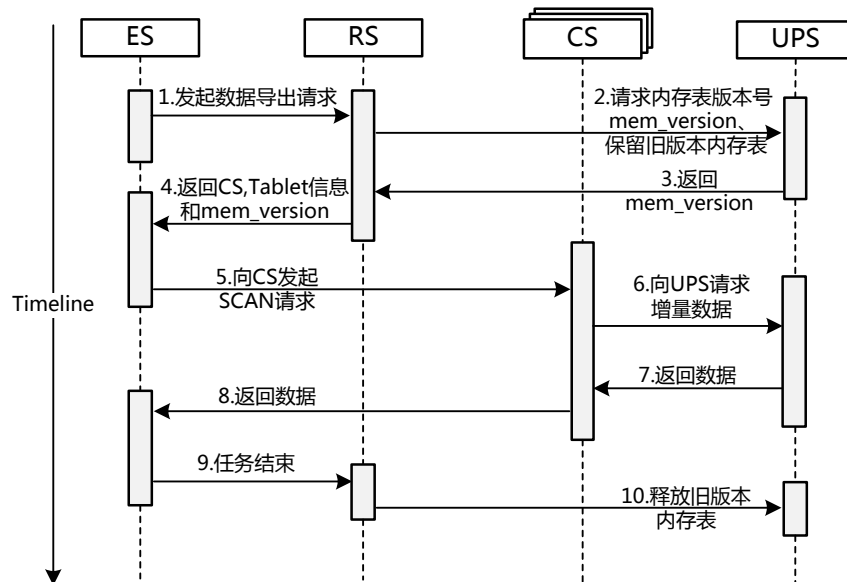 ES
RS
CS
UPS
1.发起数据导出请求
2.请求内存表版本号
mem_version、
保留旧版本内存表
3.返回
mem_version
4.返回CS,Tablet信息
和mem_version
Timeline
5.向CS发起
SCAN请求
6.向UPS请求
增量数据
7.返回数据
8.返回数据
9.任务结束
10.释放旧版本
内存表